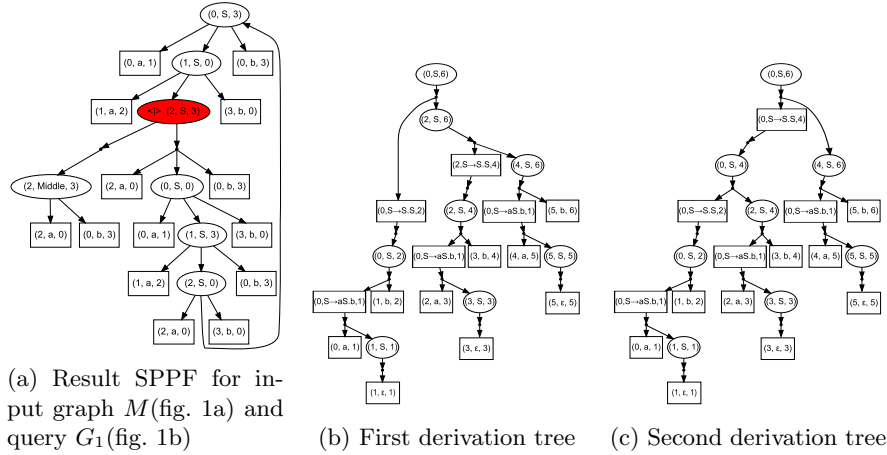 (0, S, 3)
(0, a, 1)
(1, S, 0)
(0, b, 3)
(1, a, 2)
<|> (2, S, 3)
(3, b, 0)
(2, Middle, 3)
(2, a, 0)
(0, S, 0)
(0, b, 3)
(2, a, 0)
(0, b, 3)
(0, a, 1)
(1, S, 3)
(3, b, 0)
(1, a, 2)
(2, S, 0)
(0, b, 3)
(2, a, 0)
(3, b, 0)
(a) Result SPPF for in-
put graph M(fig. 1a) and
query G1(fig. 1b)
(0,S,6)
(2, S, 6)
(2,S→S.S,4)
(4, S, 6)
(0,S→S.S,2)
(2, S, 4)
(0,S→aS.b,1)
(5, b, 6)
(0, S, 2)
(0,S→aS.b,1)
(3, b, 4)
(4, a, 5)
(5, S, 5)
(0,S→aS.b,1)
(1, b, 2)
(2, a, 3)
(3, S, 3)
(5, ε, 5)
(0, a, 1)
(1, S, 1)
(3, ε, 3)
(1, ε, 1)
(b) First derivation tree
(0,S,6)
(0,S→S.S,4)
(0, S, 4)
(4, S, 6)
(0,S→S.S,2)
(2, S, 4)
(0,S→aS.b,1)
(5, b, 6)
(0, S, 2)
(0,S→aS.b,1)
(3, b, 4)
(4, a, 5)
(5, S, 5)
(0,S→aS.b,1)
(1, b, 2)
(2, a, 3)
(3, S, 3)
(5, ε, 5)
(0, a, 1)
(1, S, 1)
(3, ε, 3)
(1, ε, 1)
(c) Second derivation tree